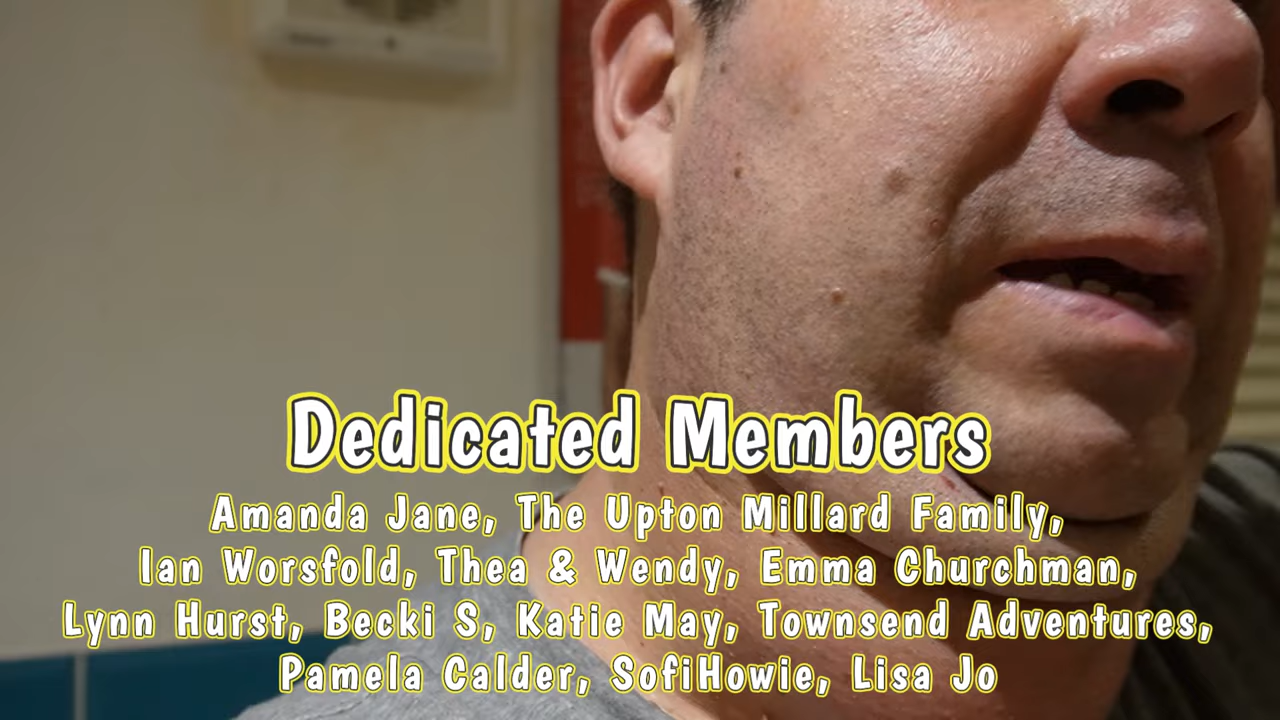 Dedicated Members
Amanda Jane, The Upton Millard Family,
Ian Worsfold, Thea & Wendy, Emma Churchman,
Lynn Hurst, Becki S, Katie May, Townsend Adventures,
Pamela Calder, SofiHowie, Lisa Jo